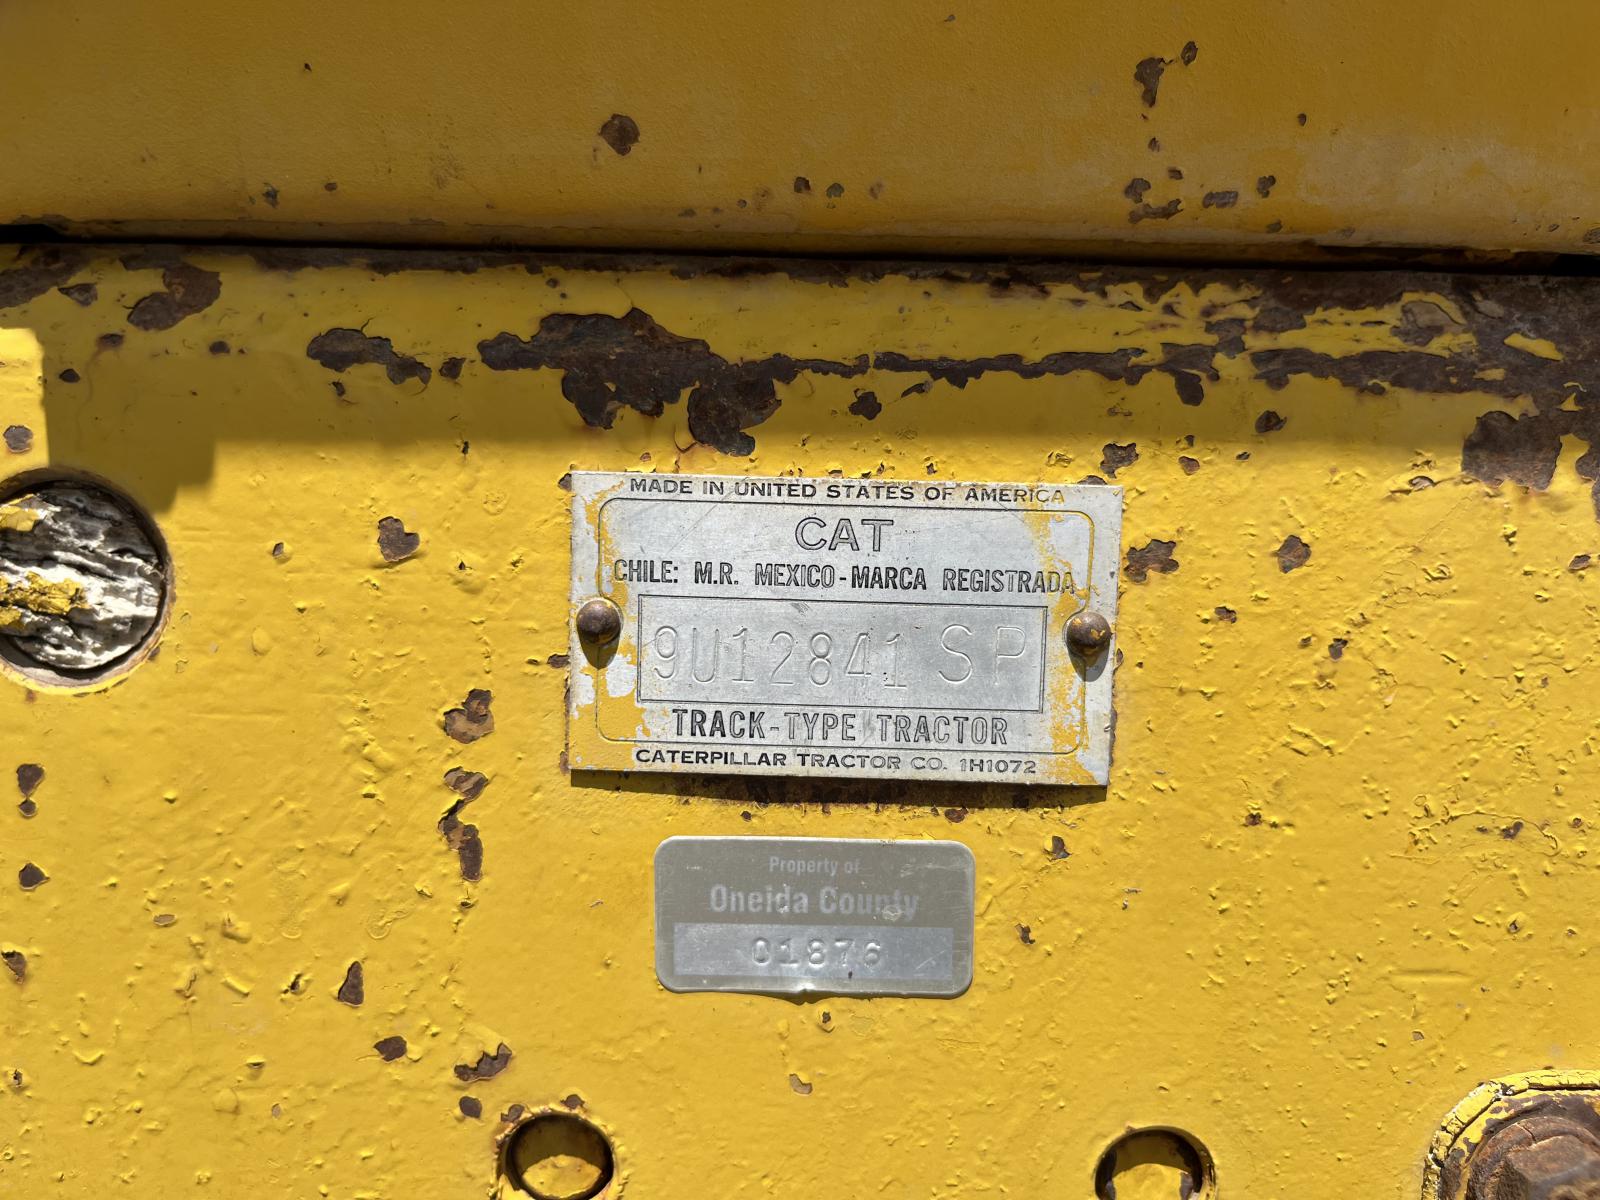 MADE IN UNITED STATES OF AMERICA
CAT
CHILE: M.R. MEXICO-MARCA REGISTRADA
9U12841 SP
TRACK-TYPE TRACTOR
CATERPILLAR TRACTOR CO. 1H1072
Property of
Oneida County
01876